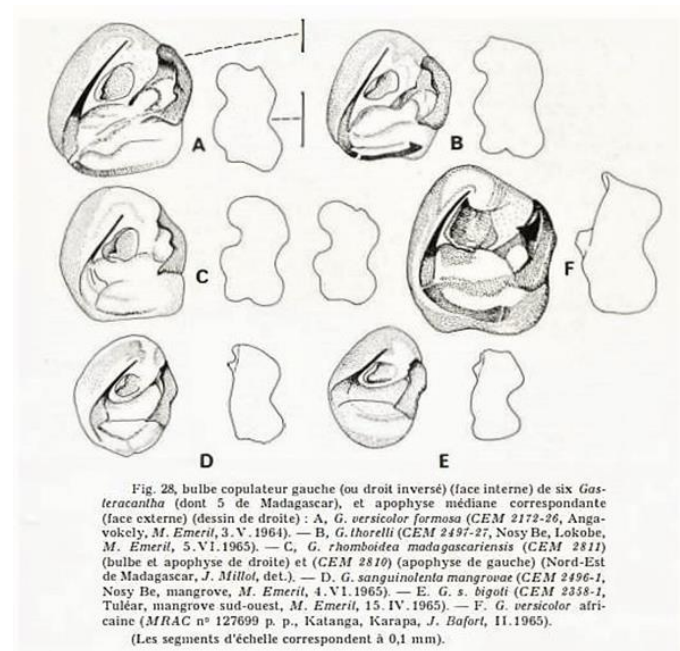 A
B
C
F
D
E
Fig. 28, bulbe copulateur gauche (ou droit inversé) (face interne) de six Gas-
teracantha (dont 5 de Madagascar), et apophyse médiane correspondante
(face externe) (dessin de droite) : A, G. versicolor formosa (CEM 2172-26, Anga-
vokely, M. Emerit, 3.V.1964). — B, G. thorelli (CEM 2497-27, Nosy Be, Lokobe,
M. Emerit, 5.VI.1965). — C, G. rhomboidea madagascariensis (CEM 2811)
(bulbe et apophyse de droite) et (CEM 2810) (apophyse de gauche) (Nord-Est
de Madagascar, J. Millot, det.). — D. G. sanguinolenta mangrovae (CEM 2496-1,
Nosy Be, mangrove, M. Emerit, 4.VI.1965). — E. G. s. bigoti (CEM 2358-1,
Tuléar, mangrove sud-ouest, M. Emerit, 15.IV.1965). — F. G. versicolor afri-
caine (MRAC nº 127699 p. p., Katanga, Karapa, J. Bafort, II.1965).
(Les segments d'échelle correspondent à 0,1 mm).